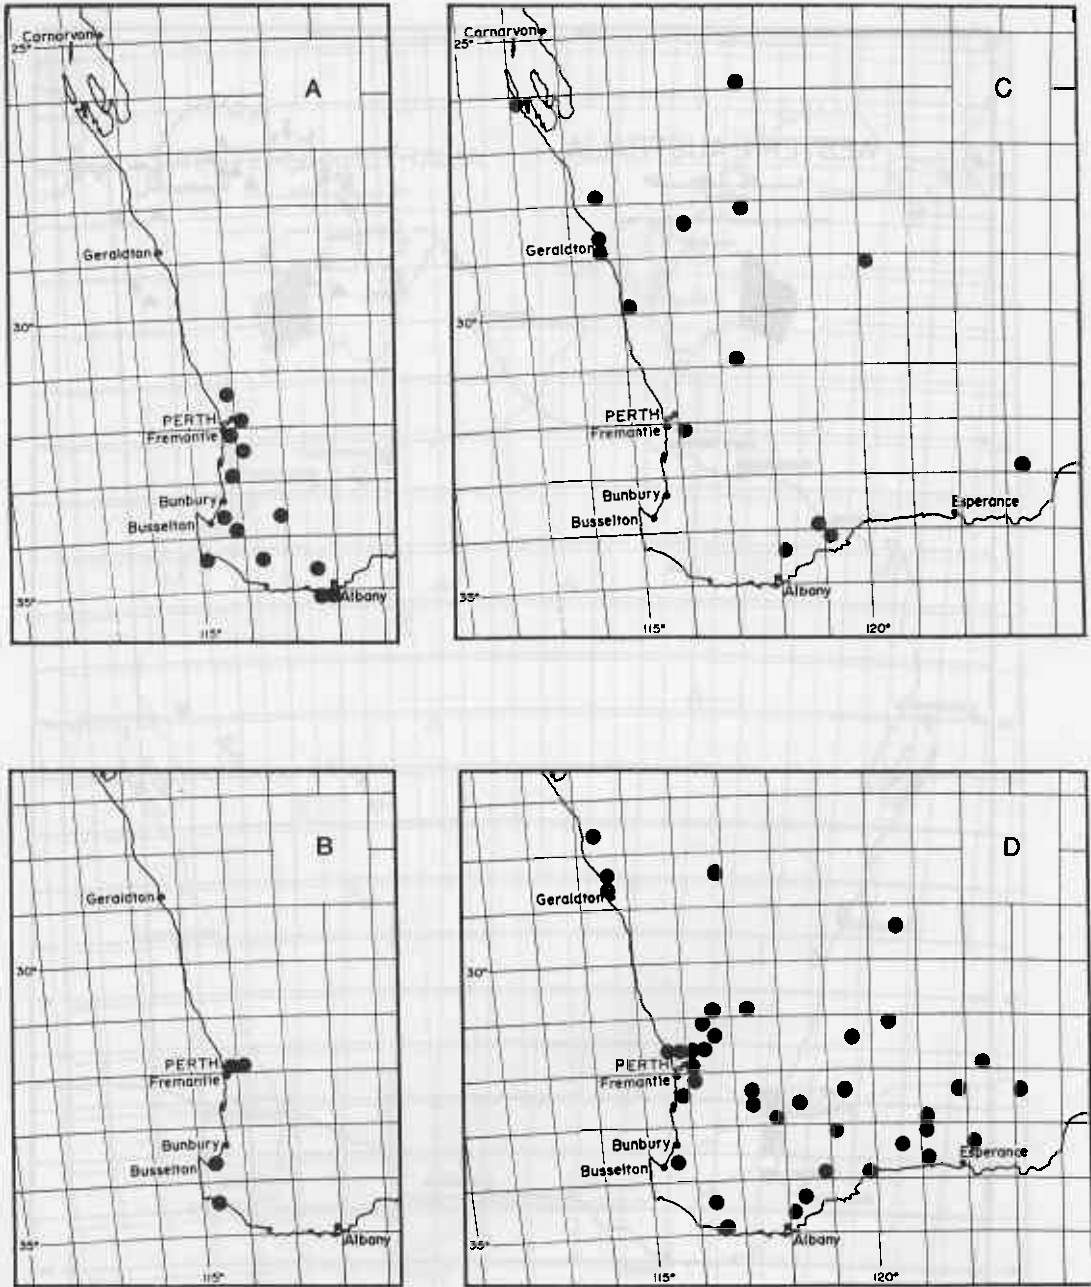 Carnarvon
25°
A
Geraldton
30°
PERTH
Fremantle
Bunbury
Busselton
Albany
35°
115°
Carnarvon
25°
C
Geraldton
30°
PERTH
Fremantle
Bunbury
Busselton
Esperance
Albany
35°
115° 120°
B
Geraldton
30°
PERTH
Fremantle
Bunbury
Busselton
Albany
35°
115°
D
Geraldton
30°
PERTH
Fremantle
Bunbury
Busselton
Esperance
Albany
35°
115° 120°